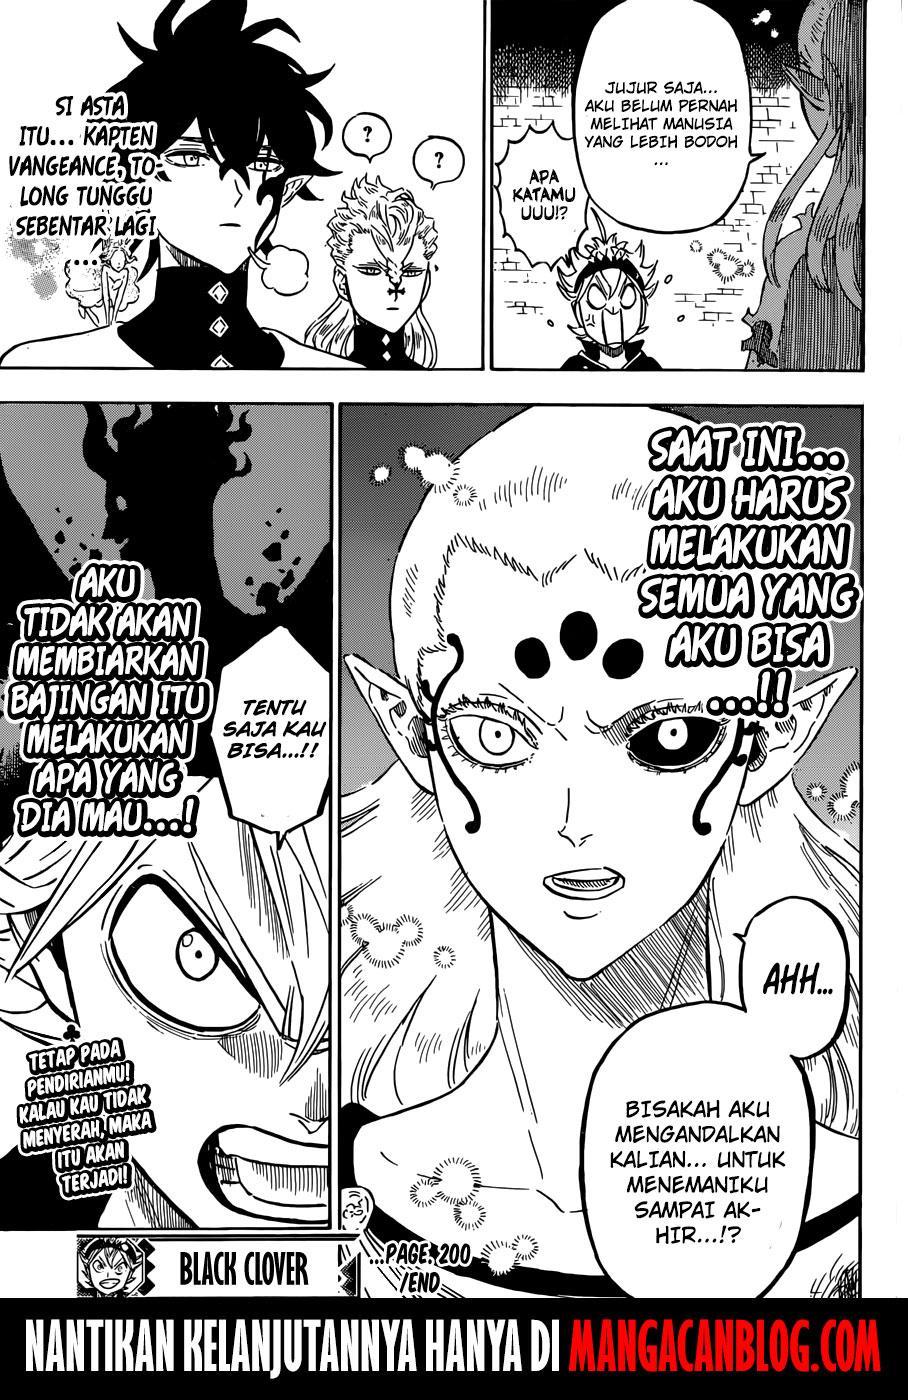 JUJUR SAJA...
AKU BELUM PERNAH
MELIHAT MANUSIA
YANG LEBIH BODOH
...
APA
KATAMU
UUU!?
SI ASTA
ITU... KAPTEN
VANGEANCE, TO-
LONG TUNGGU
SEBENTAR LAGI
....
?
?
SAAT INI...
AKU HARUS
MELAKUKAN
SEMUA YANG
AKU BISA
...!!
AHH...
BISAKAH AKU
MENGANDALKAN
KALIAN... UNTUK
MENEMANIKU
SAMPAI AK-
HIR...!?
TENTU
SAJA KAU
BISA...!!
AKU
TIDAK AKAN
MEMBIARKAN
BAJINGAN ITU
MELAKUKAN
APA YANG
DIA MAU...!
TETAP PADA
PENDIRIANMU!
KALAU KAU TIDAK
MENYERAH, MAKA
ITU AKAN
TERJADI!
BLACK CLOVER
...PAGE. 200
/END
NANTIKAN KELANJUTANNYA HANYA DI MANGACANBLOG.COM